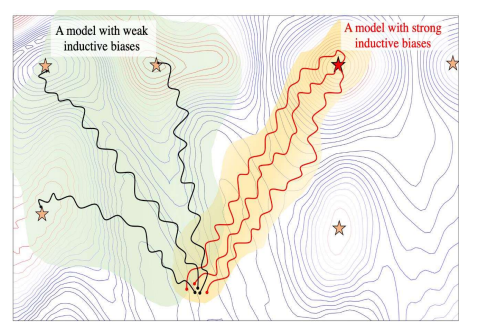 A model with weak
inductive biases
A model with strong
inductive biases